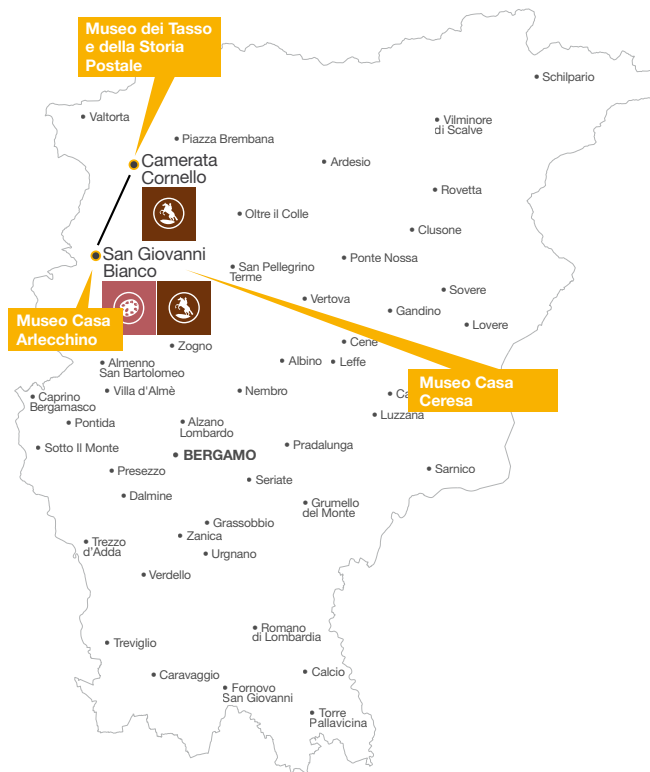 Museo dei Tasso
e della Storia
Postale
Schilpario
Valtorta
Vilminore
di Scalve
Piazza Brembana
Camerata
Cornello
Ardesio
Rovetta
Oltre il Colle
Clusone
San Giovanni
Bianco
Ponte Nossa
San Pellegrino
Terme
Sovere
Vertova
Gandino
Lovere
Museo Casa
Arlecchino
Zogno
Cene
Almenno
San Bartolomeo
Albino
Leffe
Museo Casa
Ceresa
Caprino
Bergamasco
Villa d'Almè
Nembro
Luzzana
Pontida
Alzano
Lombardo
Sotto Il Monte
Pradalunga
BERGAMO
Presezzo
Sarnico
Seriate
Dalmine
Grumello
del Monte
Grassobbio
Zanica
Trezzo
d'Adda
Urgnano
Verdello
Romano
di Lombardia
Treviglio
Caravaggio
Calcio
Fornovo
San Giovanni
Torre
Pallavicina